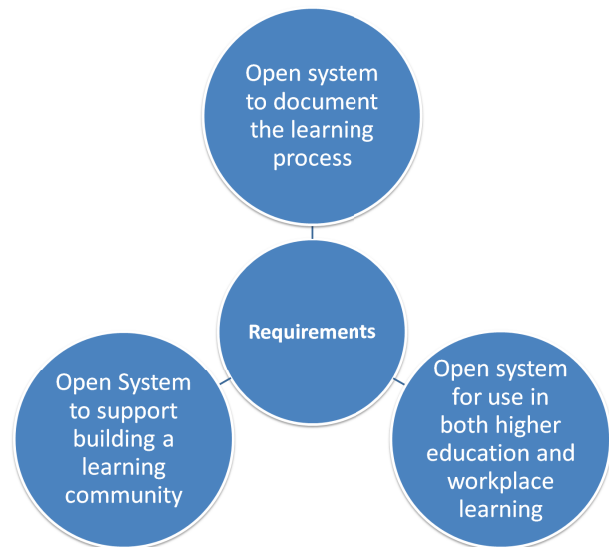 Open system
to document
the learning
process
Requirements
Open System
to support
building a
learning
community
Open system
for use in
both higher
education and
workplace
learning